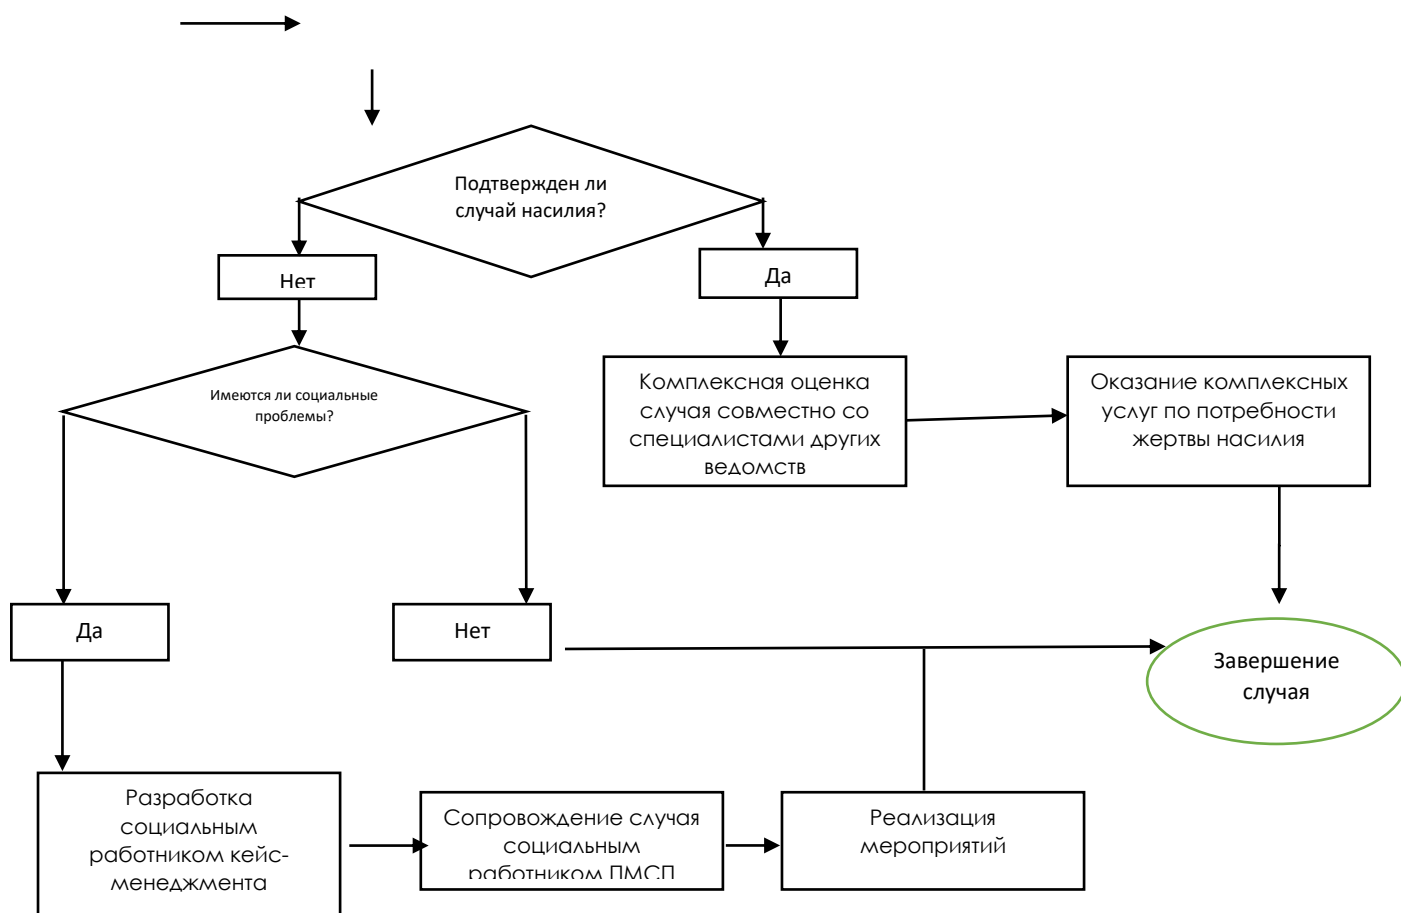 Подтвержден ли
случай насилия?
Нет
Да
Имеются ли социальные
проблемы?
Комплексная оценка
случая совместно со
специалистами других
ведомств
Оказание комплексных
услуг по потребности
жертвы насилия
Да
Нет
Завершение
случая
Разработка
социальным
работником кейс-
менеджмента
Сопровождение случая
социальным
работником ПМСП
Реализация
мероприятий